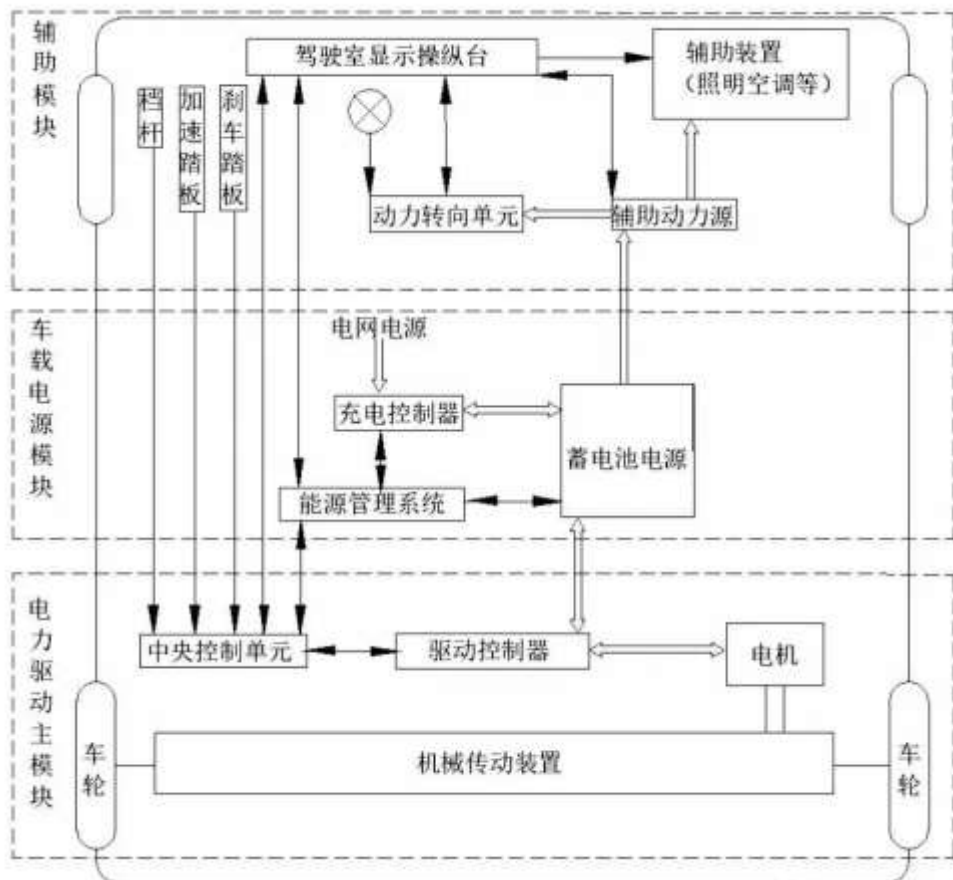 辅助模块
驾驶室显示操纵台
辅助装置
（照明空调等）
档杆
加速踏板
刹车踏板
动力转向单元
辅助动力源
车载电源模块
电网电源
充电控制器
蓄电池电源
能源管理系统
电力驱动主模块
中央控制单元
驱动控制器
电机
车轮
机械传动装置
车轮